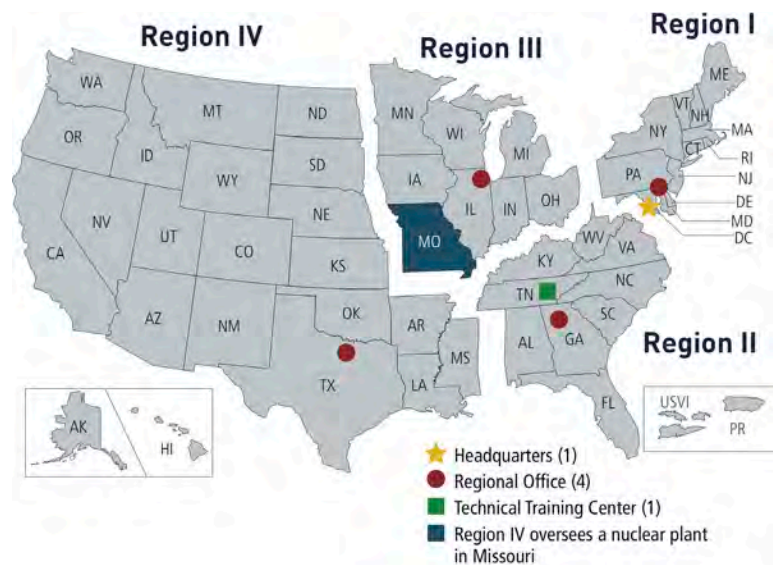 Region IV
Region III
Region I
WA
MT
ND
MN
ME
VT
NH
MA
OR
ID
SD
WI
MI
NY
CT
RI
WY
IA
PA
NJ
NE
IL
IN
OH
DE
MD
DC
NV
UT
CO
MO
WV
VA
CA
KS
KY
NC
TN
AZ
NM
OK
AR
SC
MS
AL
GA
Region II
TX
LA
FL
USVI
PR
AK
HI
Headquarters (1)
Regional Office (4)
Technical Training Center (1)
Region IV oversees a nuclear plant
in Missouri